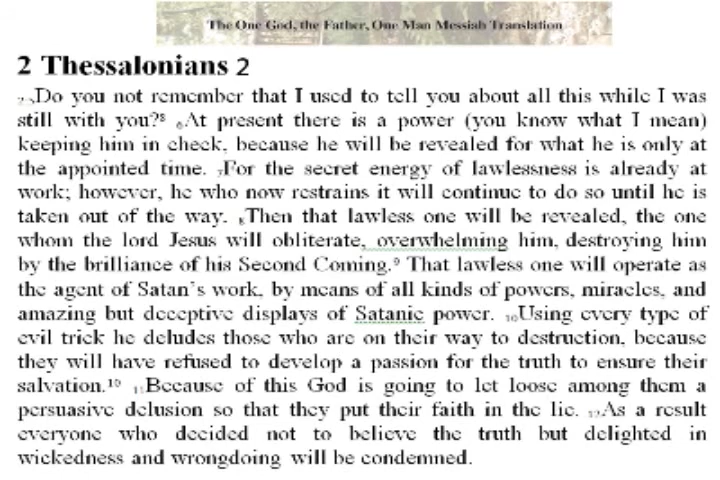 The One God, the Father, One Man Messiah Translation
2 Thessalonians 2
2:5Do you not remember that I used to tell you about all this while I was
still with you?⁸ 6At present there is a power (you know what I mean)
keeping him in check, because he will be revealed for what he is only at
the appointed time. 7For the secret energy of lawlessness is already at
work; however, he who now restrains it will continue to do so until he is
taken out of the way. 8Then that lawless one will be revealed, the one
whom the lord Jesus will obliterate, overwhelming him, destroying him
by the brilliance of his Second Coming.⁹ That lawless one will operate as
the agent of Satan's work, by means of all kinds of powers, miracles, and
amazing but deceptive displays of Satanic power. 10Using every type of
evil trick he deludes those who are on their way to destruction, because
they will have refused to develop a passion for the truth to ensure their
salvation.¹⁰ 11Because of this God is going to let loose among them a
persuasive delusion so that they put their faith in the lie. 12As a result
everyone who decided not to believe the truth but delighted in
wickedness and wrongdoing will be condemned.